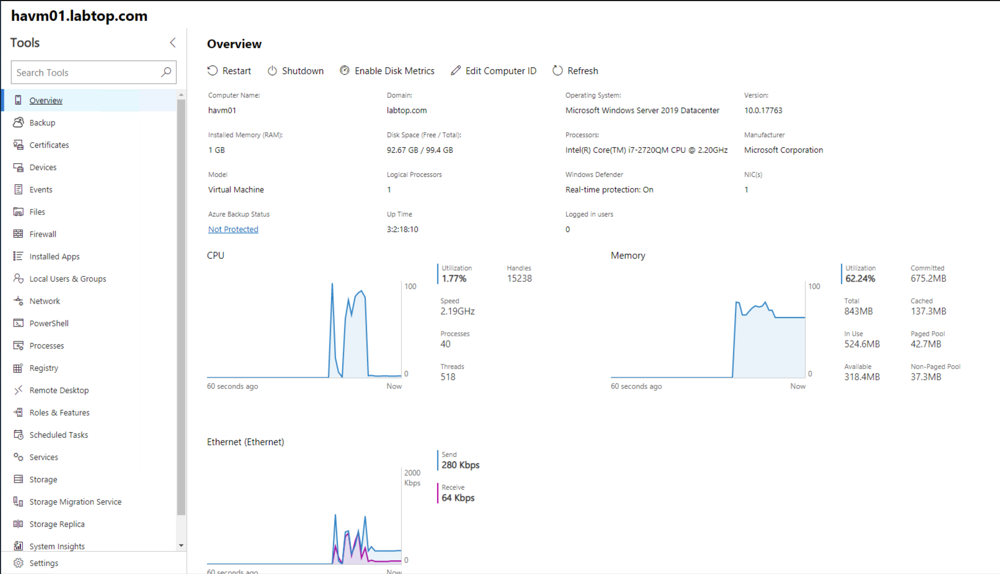 havm01.labtop.com
Tools
Search Tools
Overview
Backup
Certificates
Devices
Events
Files
Firewall
Installed Apps
Local Users & Groups
Network
PowerShell
Processes
Registry
Remote Desktop
Roles & Features
Scheduled Tasks
Services
Storage
Storage Migration Service
Storage Replica
System Insights
Settings
Overview
Restart Shutdown Enable Disk Metrics Edit Computer ID Refresh
Computer Name: Domain: Operating System: Version:
havm01 labtop.com Microsoft Windows Server 2019 Datacenter 10.0.17763
Installed Memory (RAM): Disk Space (Free / Total): Processors: Manufacturer
1 GB 92.67 GB / 99.4 GB Intel(R) Core(TM) i7-2720QM CPU @ 2.20GHz Microsoft Corporation
Model Logical Processors Windows Defender NIC(s)
Virtual Machine 1 Real-time protection: On 1
Azure Backup Status Up Time Logged in users
Not Protected 3:2:18:10 0
CPU
100
0
60 seconds ago Now
Utilization Handles
1.77% 15238
Speed
2.19GHz
Processes
40
Threads
518
Memory
100
0
60 seconds ago Now
Utilization Committed
62.24% 675.2MB
Total Cached
843MB 137.3MB
In Use Paged Pool
524.6MB 42.7MB
Available Non-Paged Pool
318.4MB 37.3MB
Ethernet (Ethernet)
2000
Kbps
0
60 seconds ago Now
Send
280 Kbps
Receive
64 Kbps